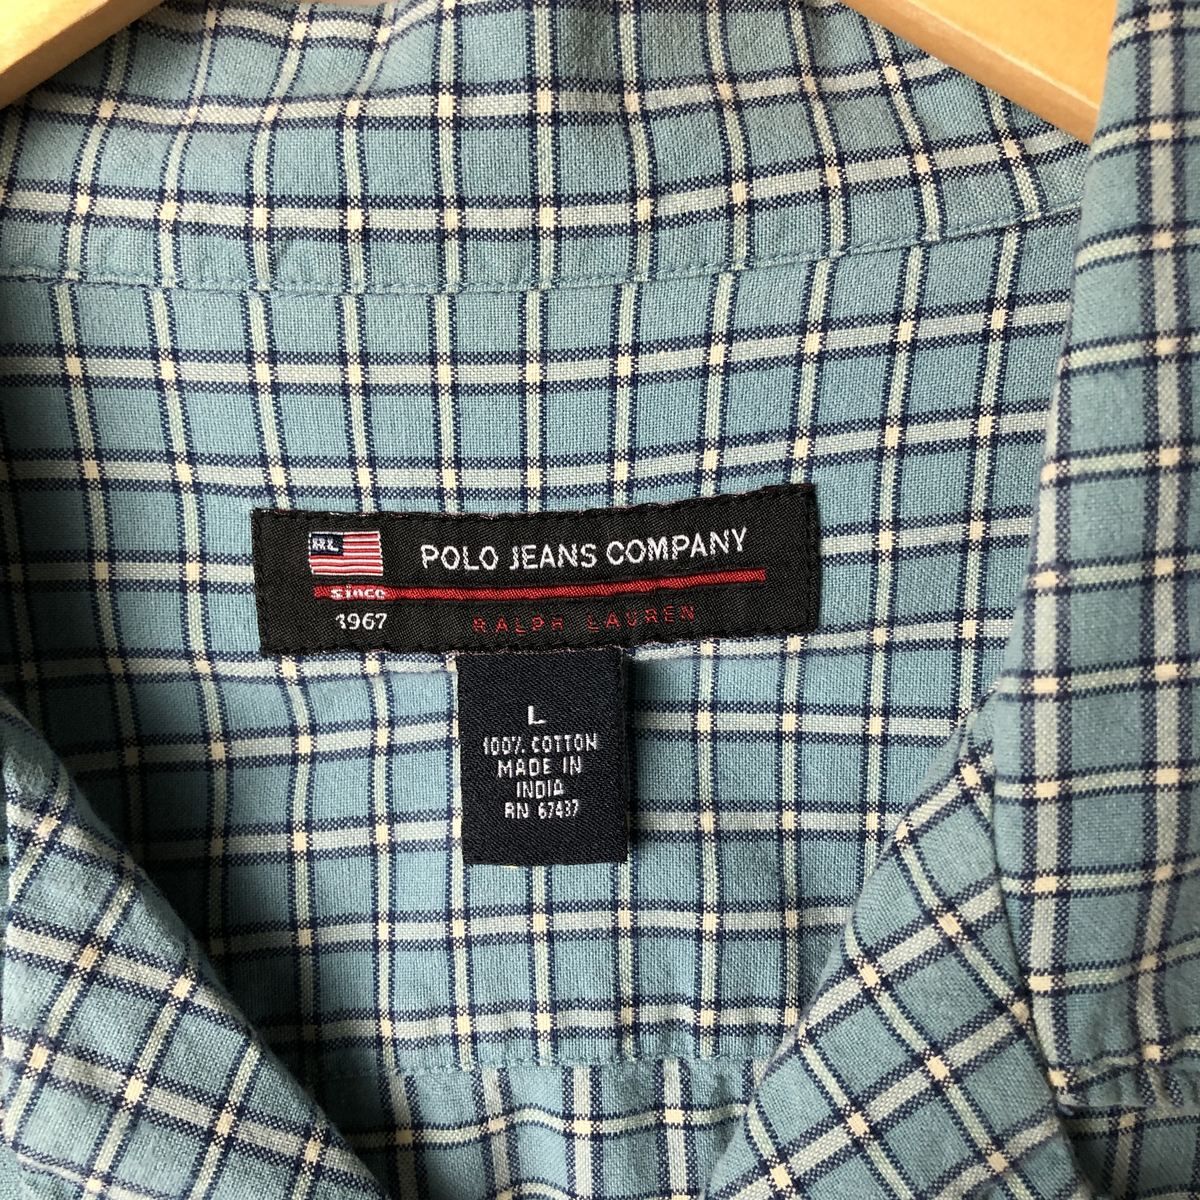 RL
POLO JEANS COMPANY
since
1967
RALPH LAUREN
L
100% COTTON
MADE IN
INDIA
RN 67437